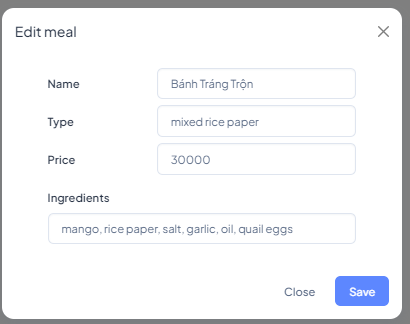 Edit meal
Name Bánh Tráng Trộn
Type mixed rice paper
Price 30000
Ingredients
mango, rice paper, salt, garlic, oil, quail eggs
Close Save